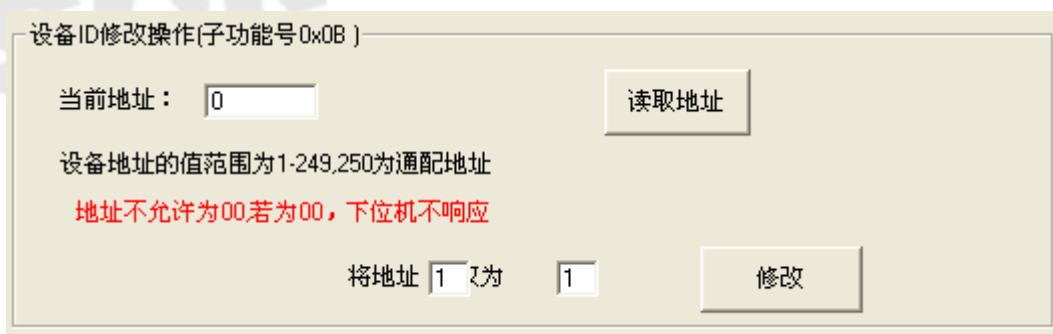 设备ID修改操作(子功能号0x0B )
当前地址： 0 读取地址
设备地址的值范围为1-249,250为通配地址
地址不允许为00,若为00，下位机不响应
将地址 1 为 1 修改